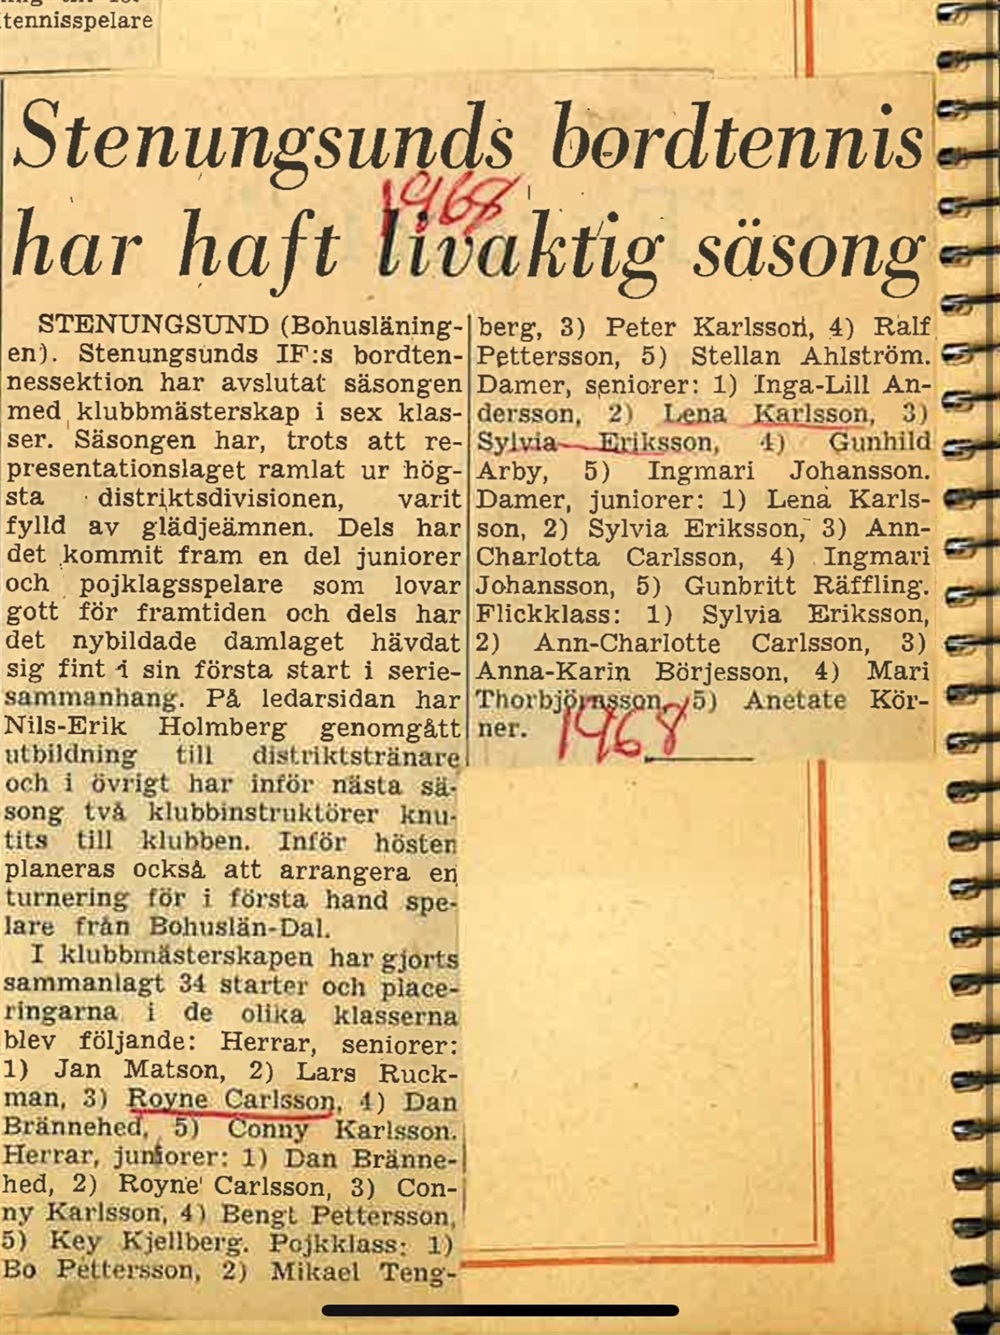 tennisspelare
Stenungsunds bordtennis
har haft livaktig säsong
1968
STENUNGSUND (Bohusläning-
en). Stenungsunds IF:s bordten-
nessektion har avslutat säsongen
med klubbmästerskap i sex klas-
ser. Säsongen har, trots att re-
presentationslaget ramlat ur hög-
sta distriktsdivisionen, varit
fylld av glädjeämnen. Dels har
det kommit fram en del juniorer
och pojklagsspelare som lovar
gott för framtiden och dels har
det nybildade damlaget hävdat
sig fint i sin första start i serie-
sammanhang. På ledarsidan har
Nils-Erik Holmberg genomgått
utbildning till distriktstränare
och i övrigt har inför nästa sä-
song två klubbinstruktörer knu-
tits till klubben. Inför hösten
planeras också att arrangera en
turnering för i första hand spe-
lare från Bohuslän-Dal.
I klubbmästerskapen har gjorts
sammanlagt 34 starter och place-
ringarna i de olika klasserna
blev följande: Herrar, seniorer:
1) Jan Matson, 2) Lars Ruck-
man, 3) Royne Carlsson, 4) Dan
Brännehed, 5) Conny Karlsson.
Herrar, juniorer: 1) Dan Bränne-
hed, 2) Royne Carlsson, 3) Con-
ny Karlsson, 4) Bengt Pettersson,
5) Key Kjellberg. Pojkklass: 1)
Bo Pettersson, 2) Mikael Teng-
berg, 3) Peter Karlsson, 4) Ralf
Pettersson, 5) Stellan Ahlström.
Damer, seniorer: 1) Inga-Lill An-
dersson, 2) Lena Karlsson, 3)
Sylvia Eriksson, 4) Gunhild
Arby, 5) Ingmari Johansson.
Damer, juniorer: 1) Lena Karls-
son, 2) Sylvia Eriksson, 3) Ann-
Charlotta Carlsson, 4) Ingmari
Johansson, 5) Gunbritt Räffling.
Flickklass: 1) Sylvia Eriksson,
2) Ann-Charlotte Carlsson, 3)
Anna-Karin Börjesson, 4) Mari
Thorbjörnsson, 5) Anetate Kör-
ner.
1968